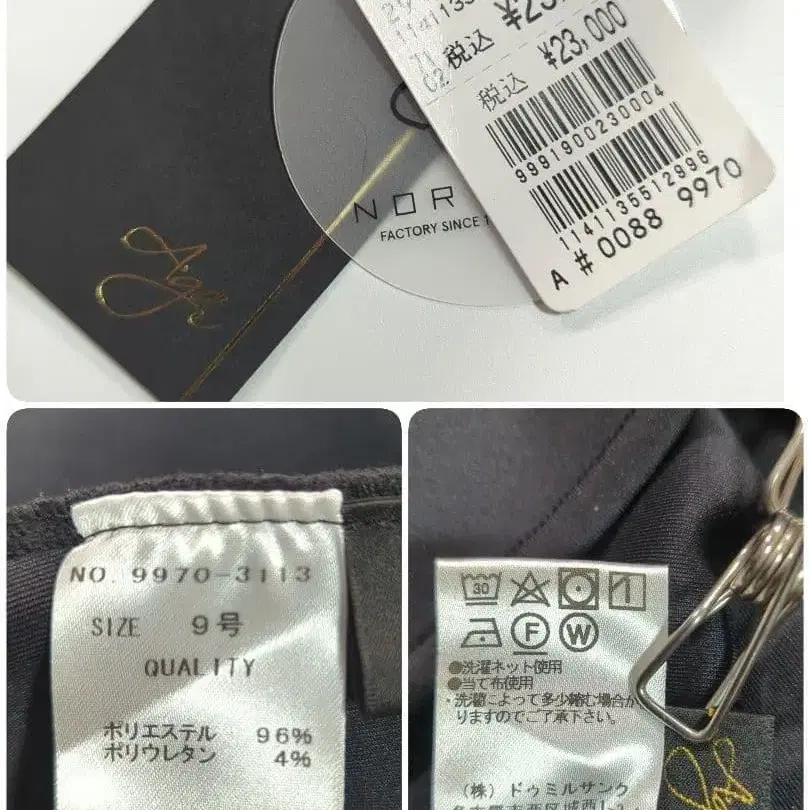 1141135
税込
¥23,000
税込
9991900230004
1141135512996
A #0088 9970
NOR
FACTORY SINCE 1
NO. 9970-3113
SIZE 9号
QUALITY
ポリエステル 96%
ポリウレタン 4%
30
F W
●洗濯ネット使用
●当て布使用
・洗濯によって多少縮む場合が
りますのでご了承下さい。
(株) ドゥミルサンク